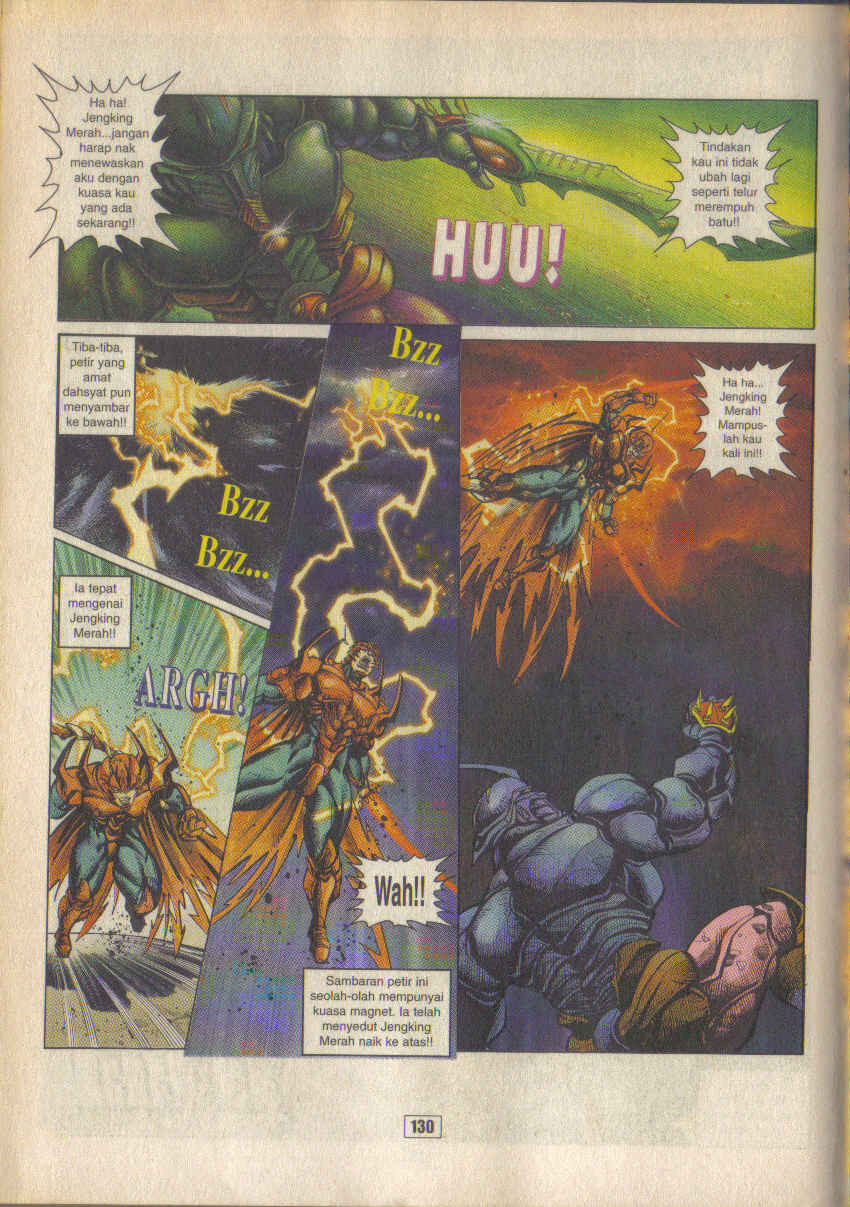 Ha ha!
Jengking
Merah...jangan
harap nak
menewaskan
aku dengan
kuasa kau
yang ada
sekarang!!
Tindakan
kau ini tidak
ubah lagi
seperti telur
merempuh
batu!!
HUU!
Tiba-tiba,
petir yang
amat
dahsyat pun
menyambar
ke bawah!!
Bzz
Bzz...
Bzz
Bzz...
Ha ha...
Jengking
Merah!
Mampus-
lah kau
kali ini!!
Ia tepat
mengenai
Jengking
Merah!!
ARGH!
Wah!!
Sambaran petir ini
seolah-olah mempunyai
kuasa magnet. Ia telah
menyedut Jengking
Merah naik ke atas!!
130